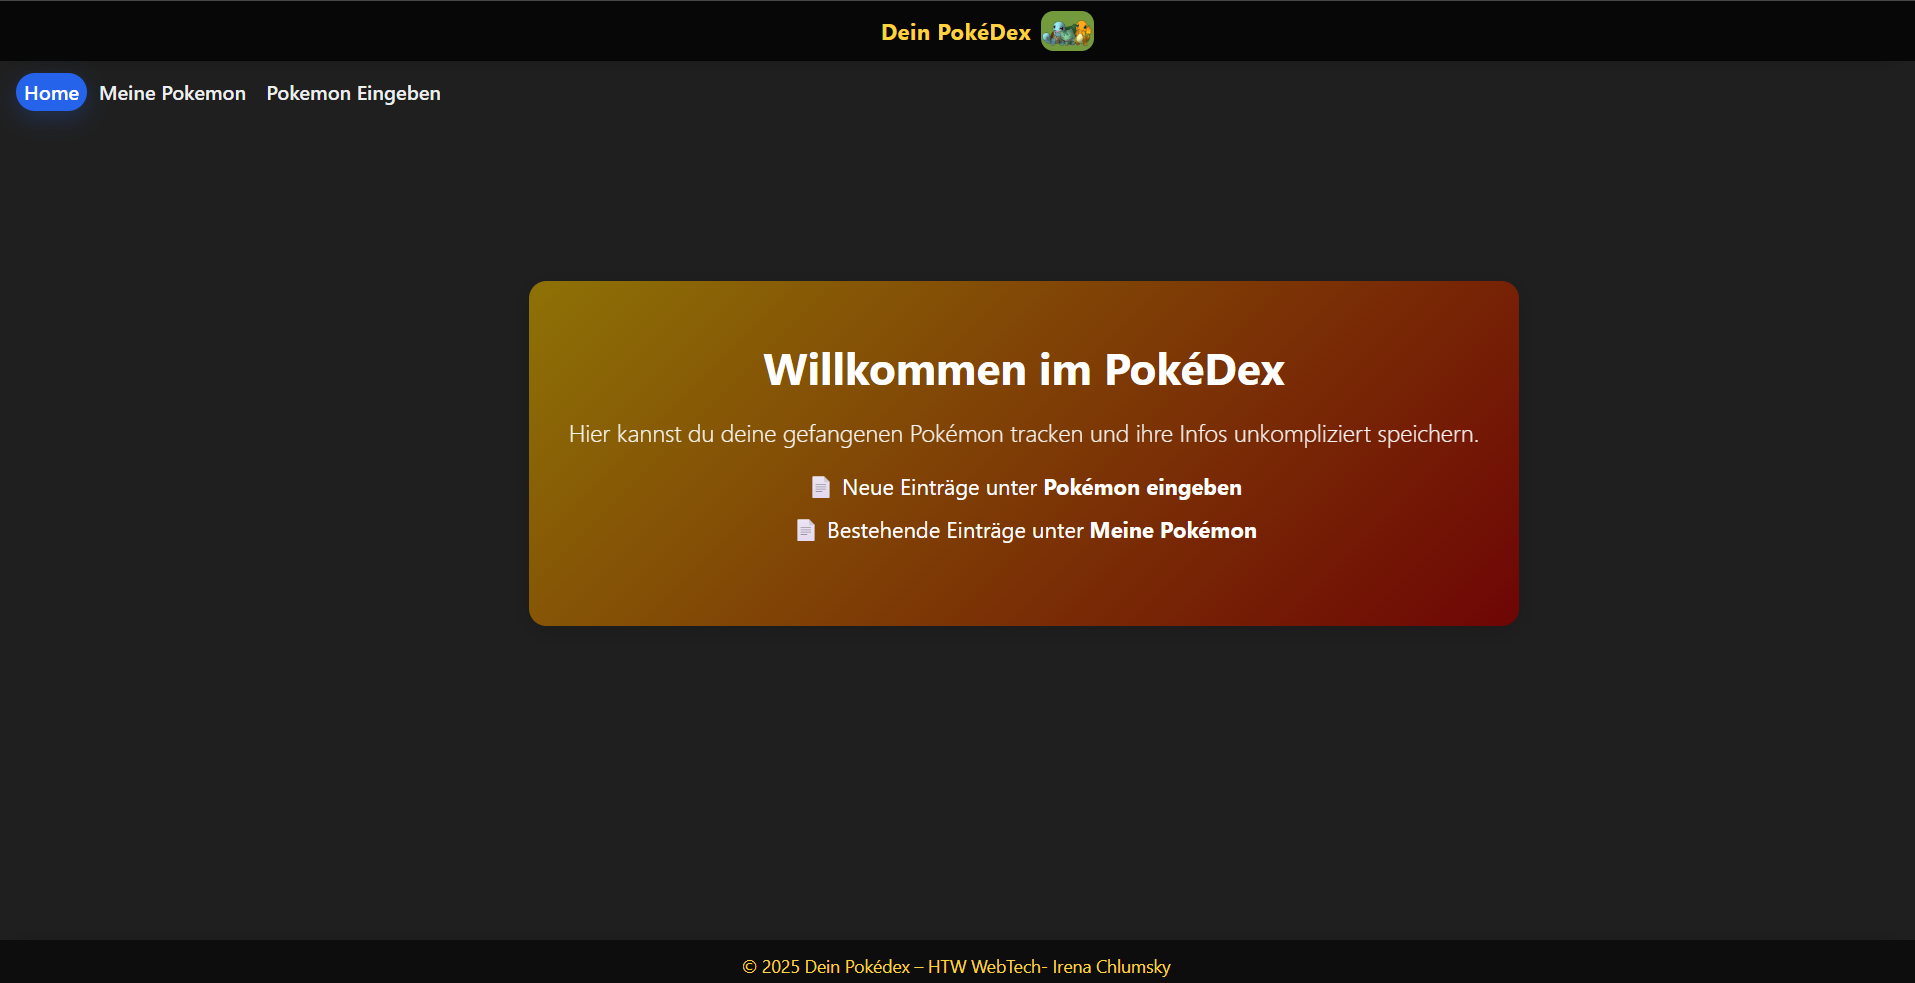 Dein PokéDex
Home Meine Pokemon Pokemon Eingeben
Willkommen im PokéDex
Hier kannst du deine gefangenen Pokémon tracken und ihre Infos unkompliziert speichern.
Neue Einträge unter Pokémon eingeben
Bestehende Einträge unter Meine Pokémon
© 2025 Dein Pokédex – HTW WebTech- Irena Chlumsky